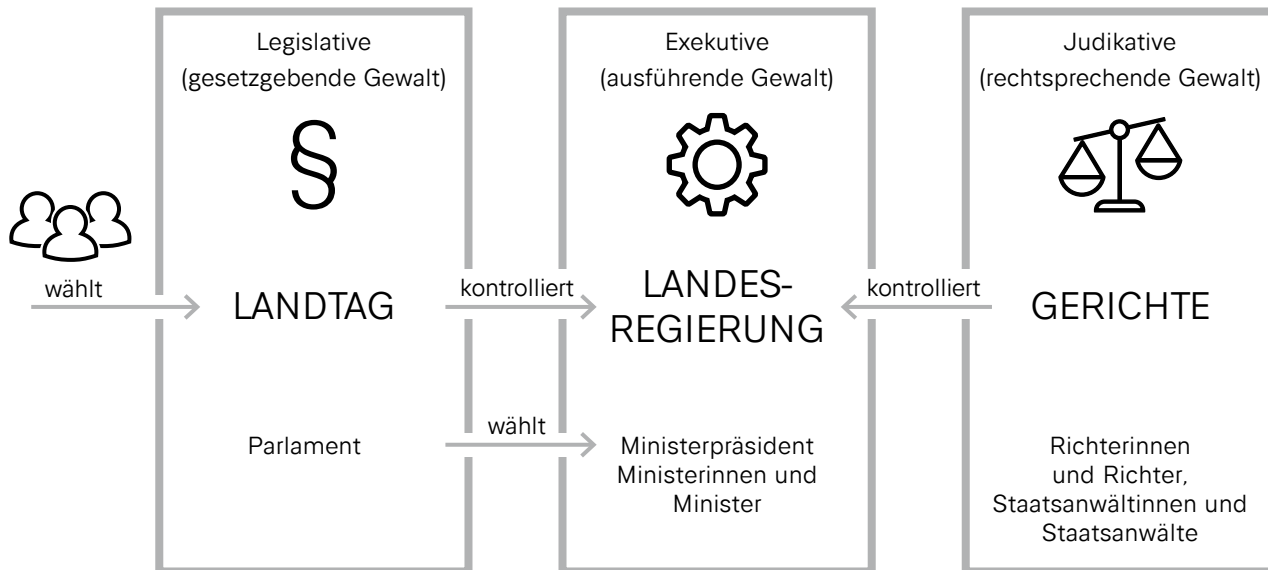 Legislative
(gesetzgebende Gewalt)
§
wählt
LANDTAG
Parlament
kontrolliert
wählt
Exekutive
(ausführende Gewalt)
LANDES-
REGIERUNG
Ministerpräsident
Ministerinnen und
Minister
kontrolliert
Judikative
(rechtsprechende Gewalt)
GERICHTE
Richterinnen
und Richter,
Staatsanwältinnen und
Staatsanwälte